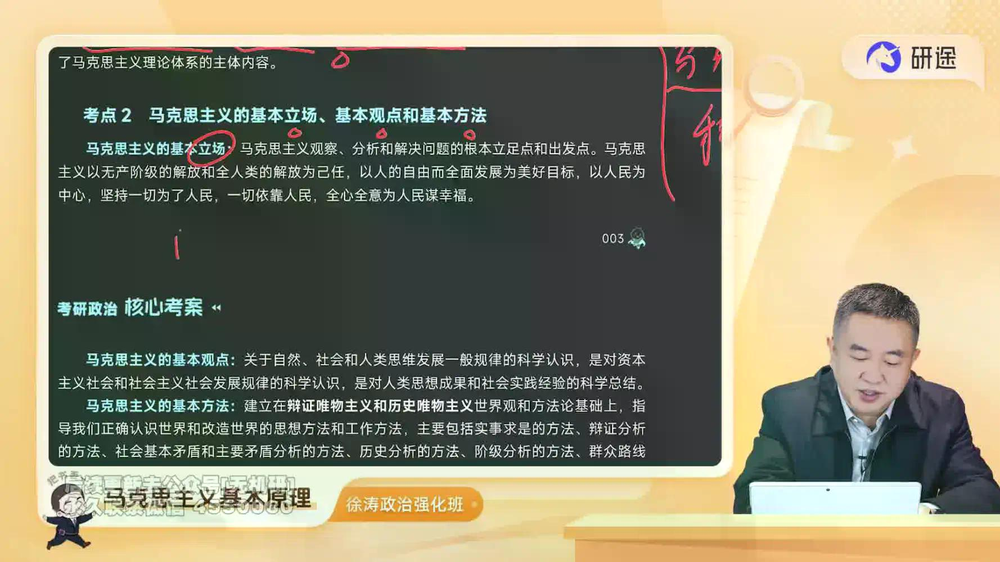 研途
了马克思主义理论体系的主体内容。
考点 2 马克思主义的基本立场、基本观点和基本方法
马克思主义的基本立场：马克思主义观察、分析和解决问题的根本立足点和出发点。马克思
主义以无产阶级的解放和全人类的解放为己任，以人的自由而全面发展为美好目标，以人民为
中心，坚持一切为了人民，一切依靠人民，全心全意为人民谋幸福。
003
考研政治 核心考案
马克思主义的基本观点：关于自然、社会和人类思维发展一般规律的科学认识，是对资本
主义社会和社会主义社会发展规律的科学认识，是对人类思想成果和社会实践经验的科学总结。
马克思主义的基本方法：建立在辩证唯物主义和历史唯物主义世界观和方法论基础上，指
导我们正确认识世界和改造世界的思想方法和工作方法，主要包括实事求是的方法、辩证分析
的方法、社会基本矛盾和主要矛盾分析的方法、历史分析的方法、阶级分析的方法、群众路线
马克思主义基本原理
徐涛政治强化班